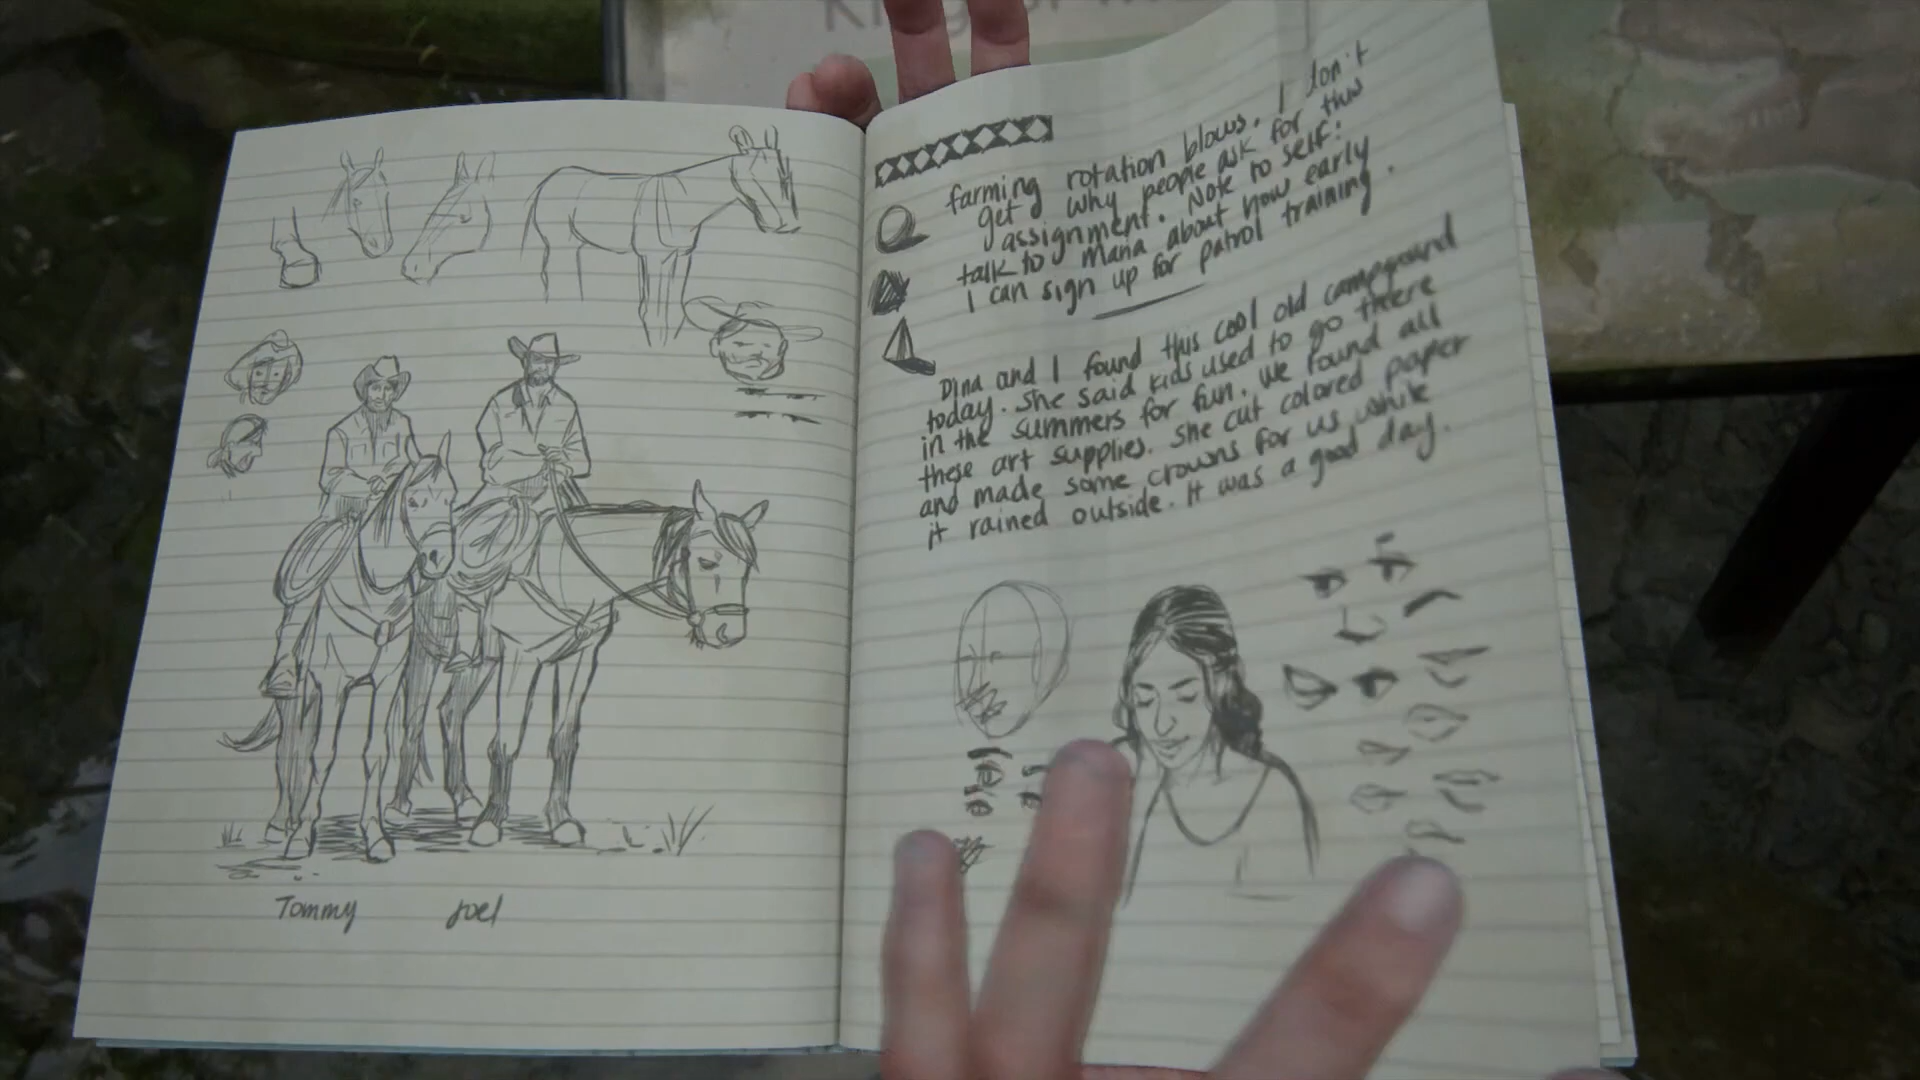 Tommy
Joel
farming rotation blows. I don't
get why people ask for this
assignment. Note to self:
talk to Maria about how early
I can sign up for patrol training.
Dina and I found this cool old campground
today. She said kids used to go there
in the summers for fun. We found all
these art supplies. She cut colored paper
and made some crowns for us while
it rained outside. It was a good day.